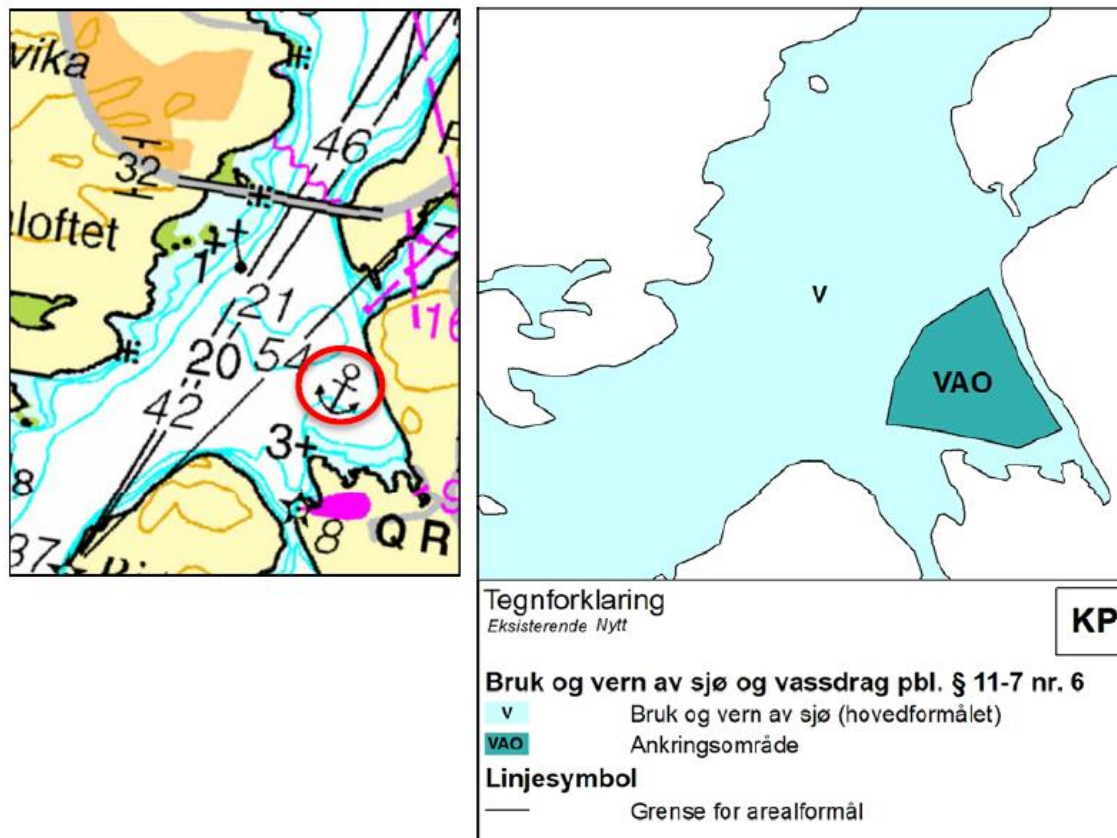 vika
46
32
loftet
1
21
20
54
42
16
3
8
37
8
Q R
V
VAO
Tegnforklaring
Eksisterende Nytt
KP
Bruk og vern av sjø og vassdrag pbl. § 11-7 nr. 6
V Bruk og vern av sjø (hovedformålet)
VAO Ankringsområde
Linjesymbol
Grense for arealformål